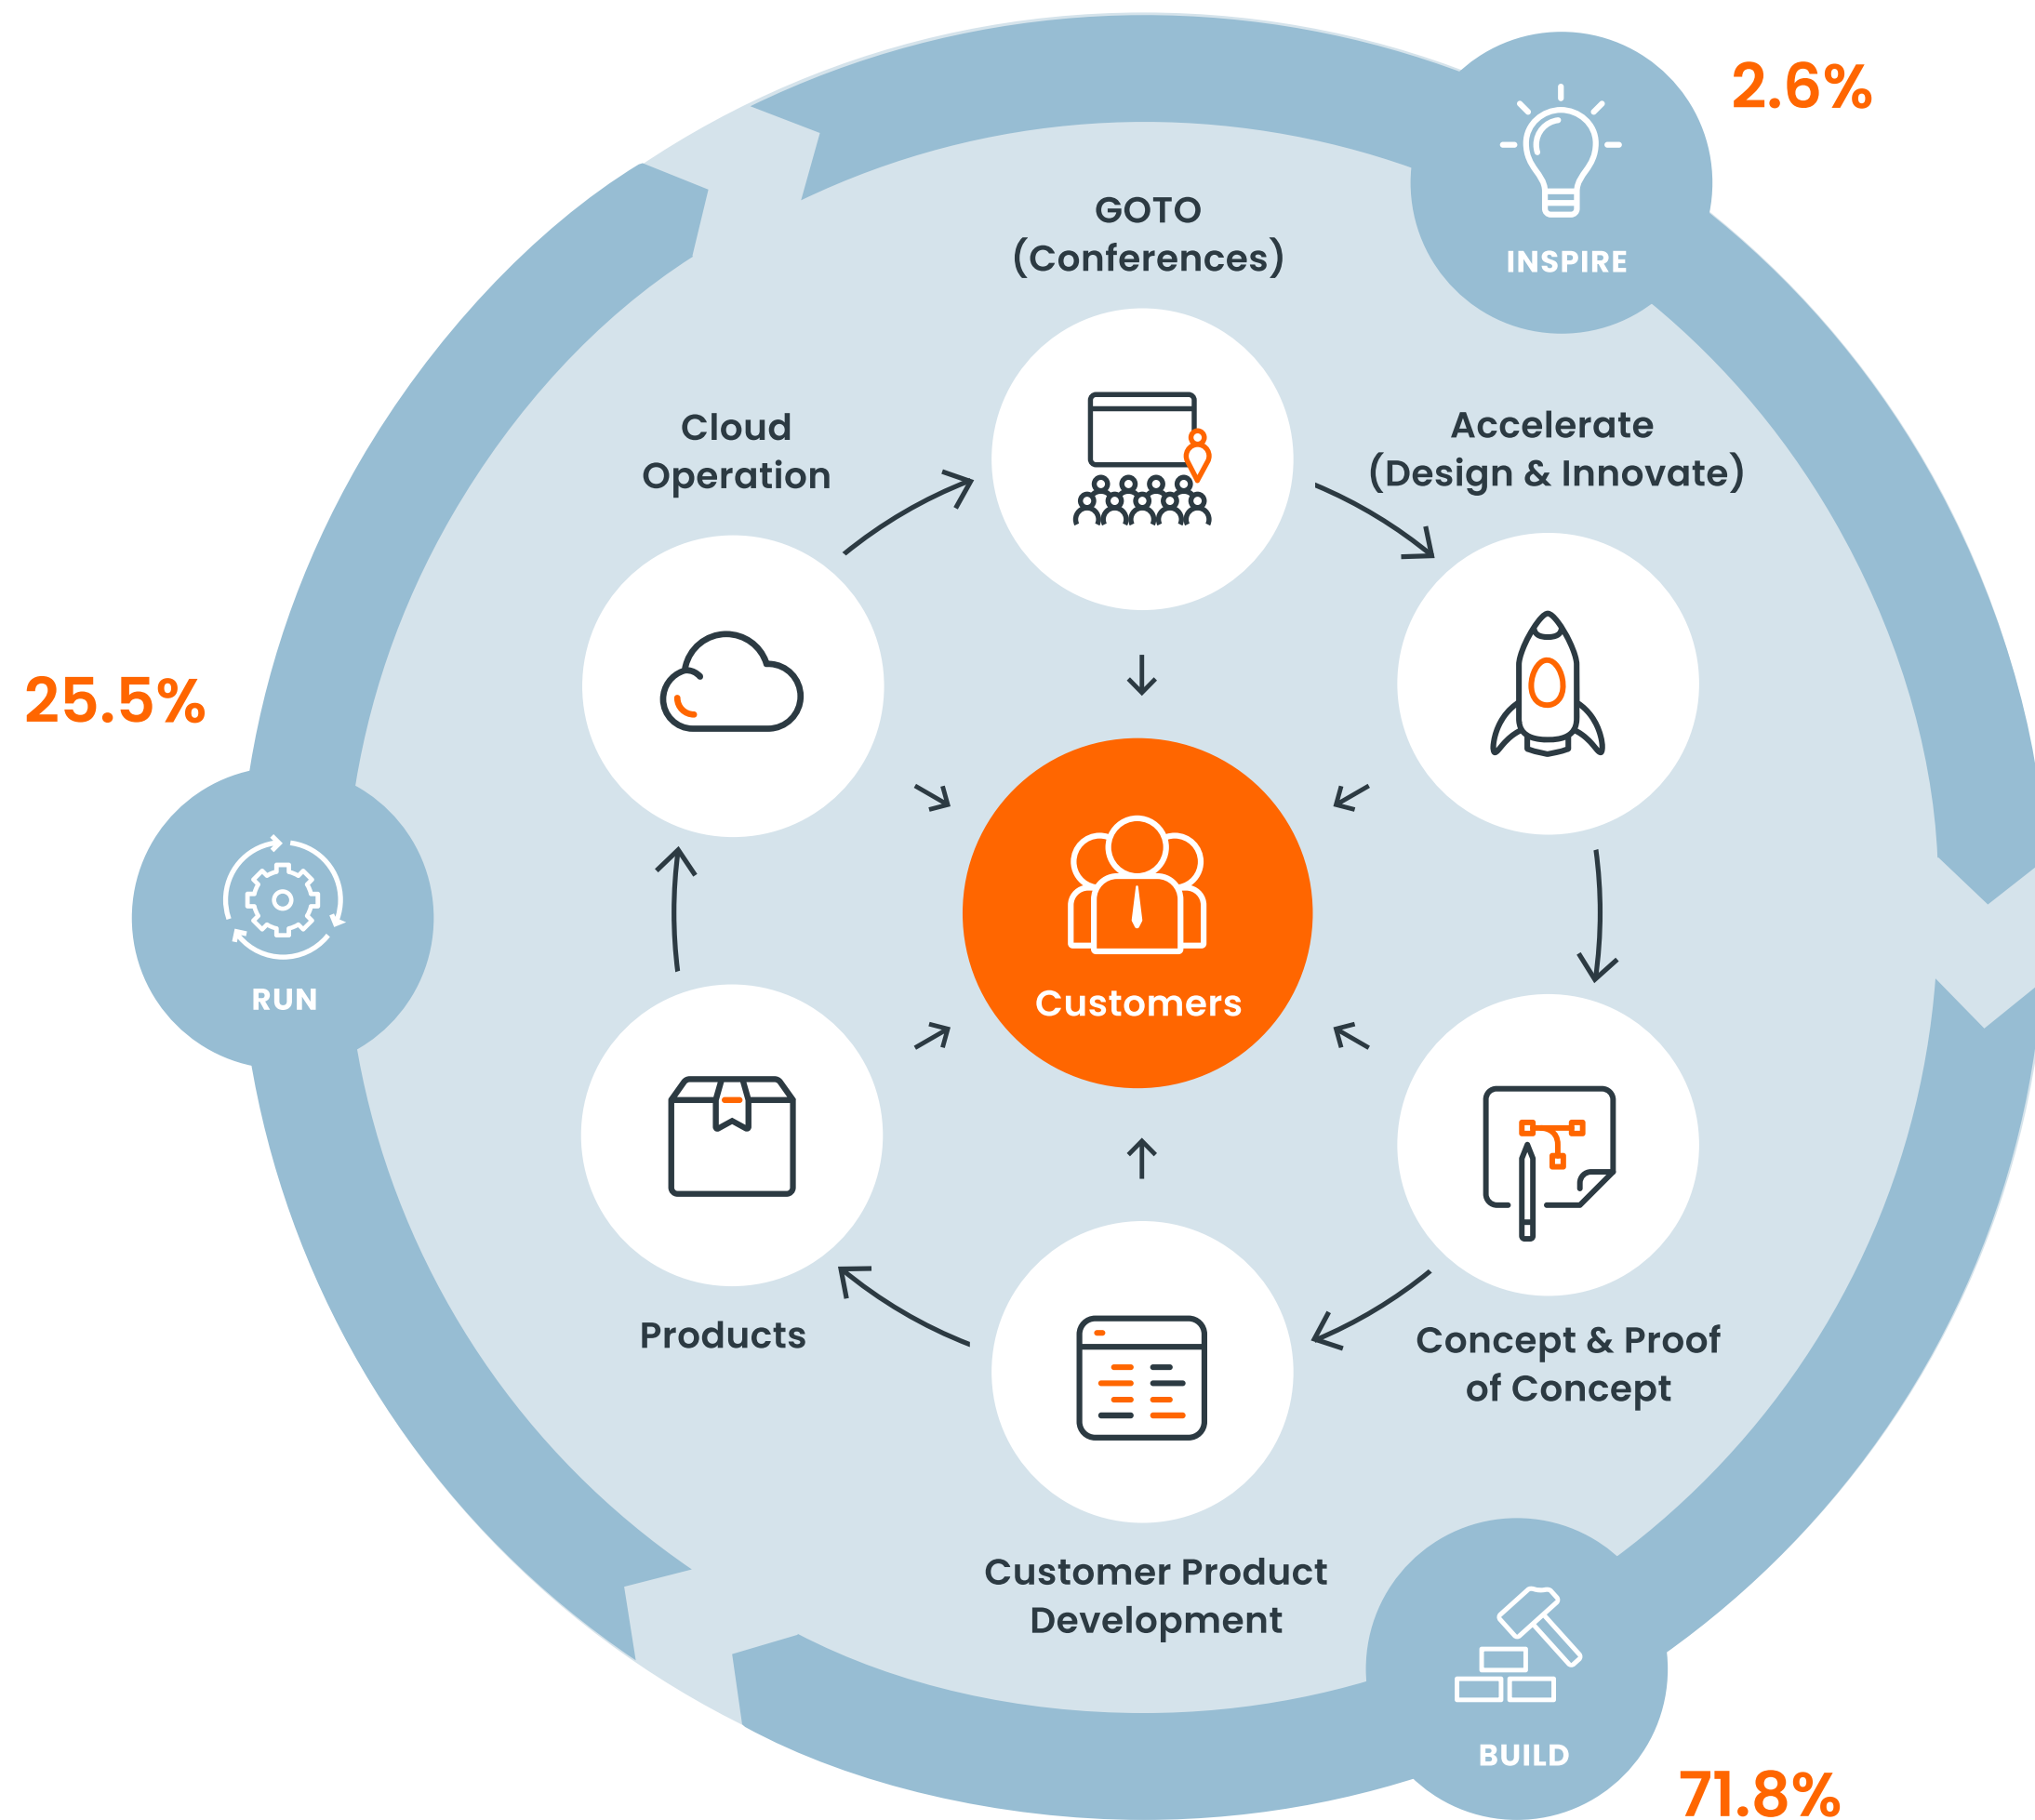 2.6%
INSPIRE
GOTO
(Conferences)
Cloud
Operation
Accelerate
(Design & Innovate)
25.5%
RUN
Customers
Products
Concept & Proof
of Concept
Customer Product
Development
BUILD
71.8%